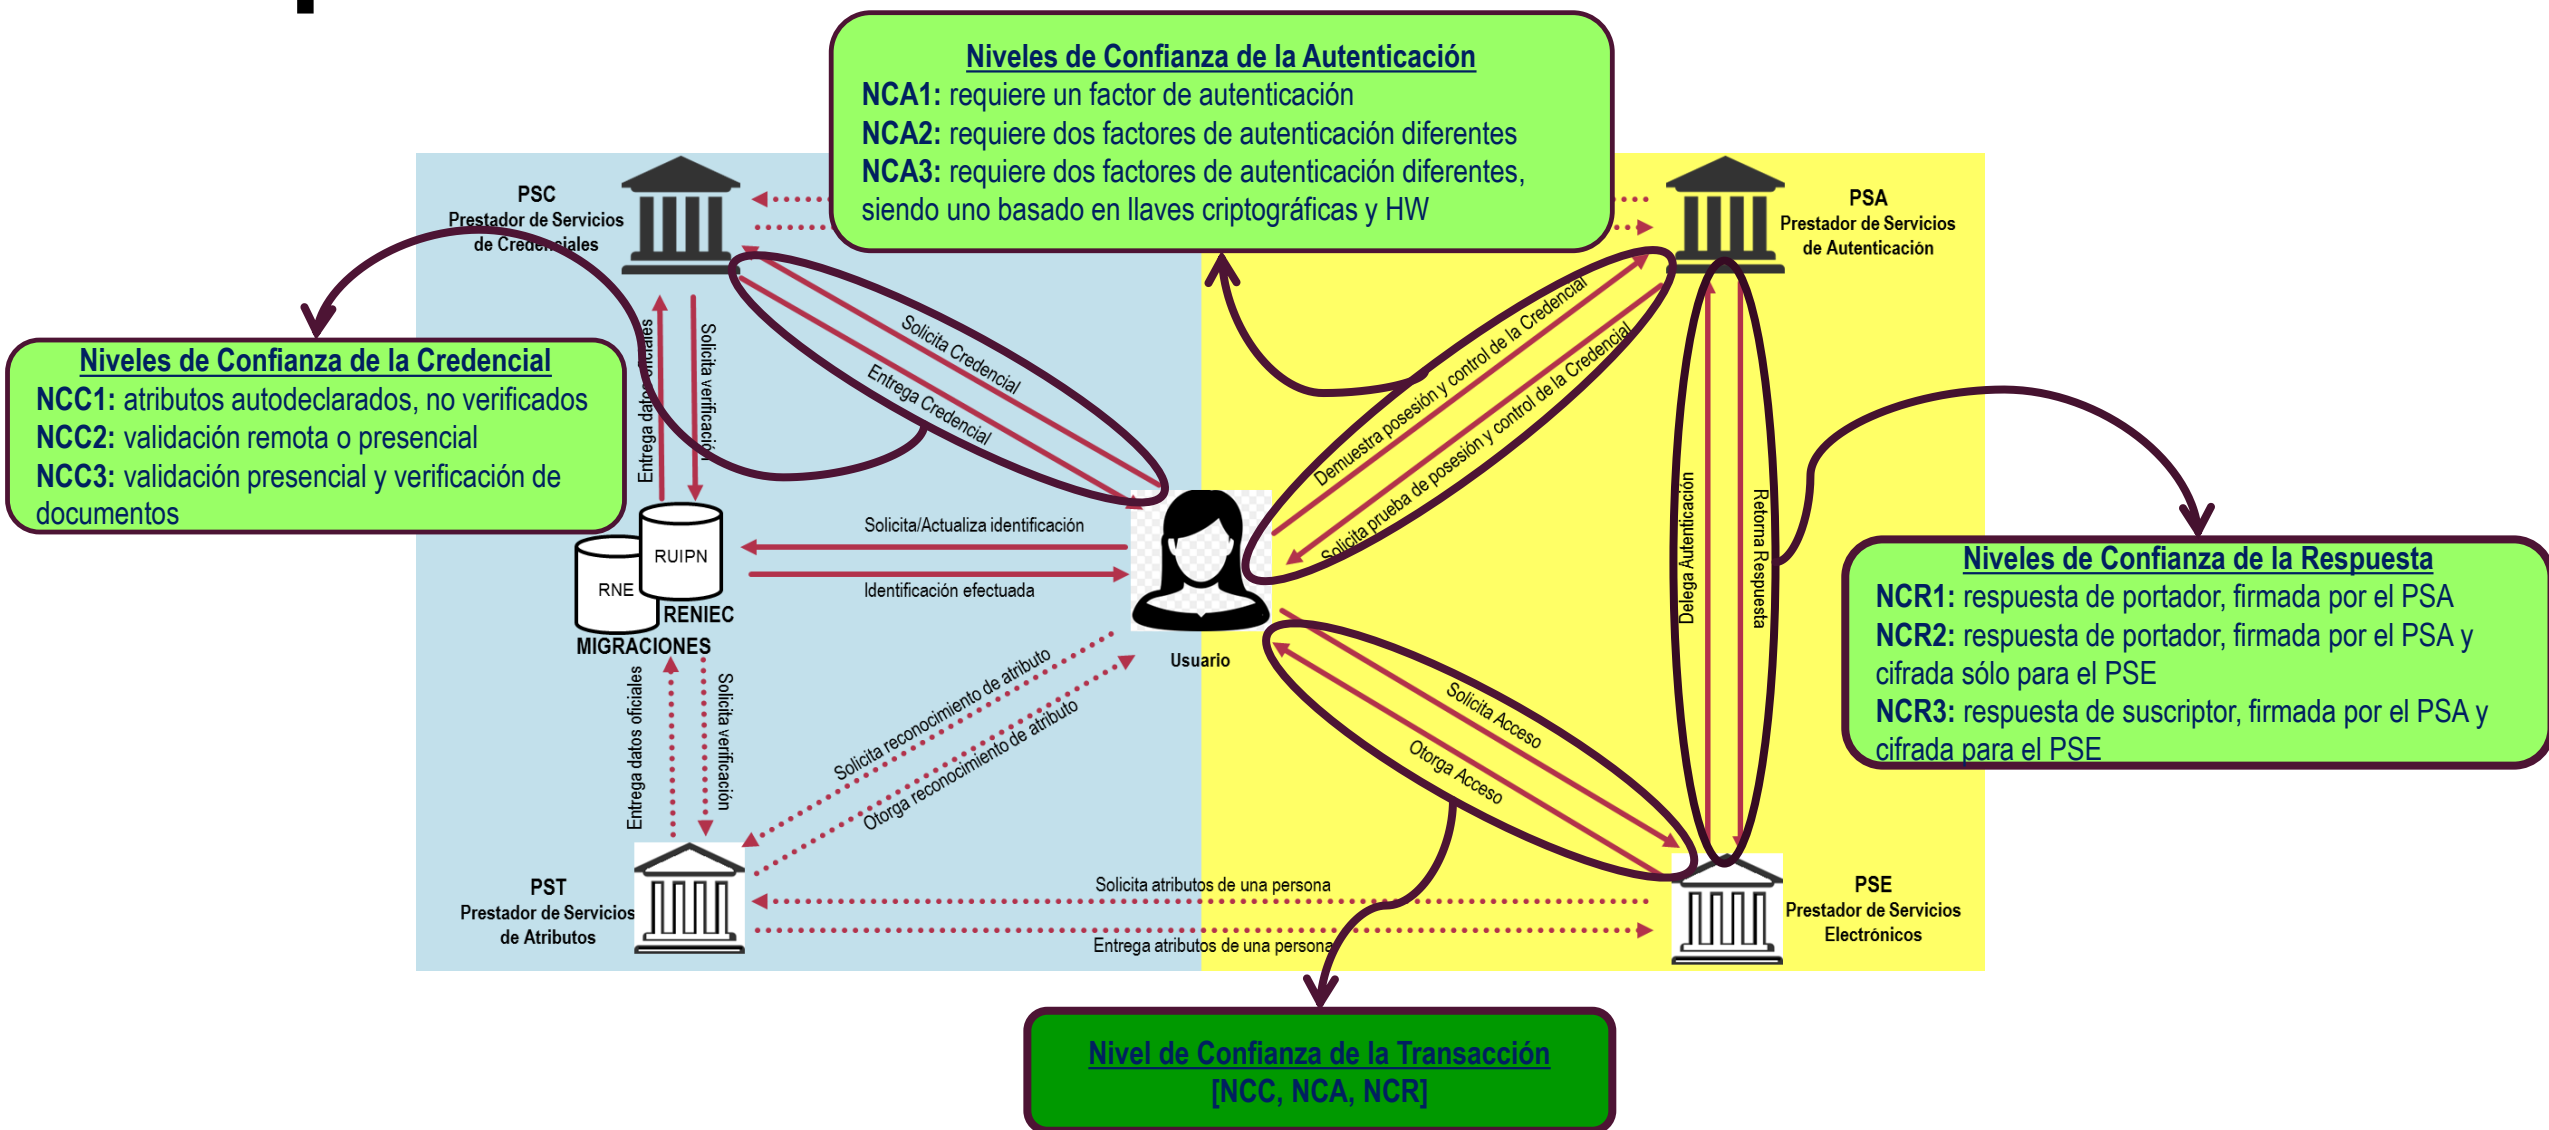 Niveles de Confianza de la Autenticación
NCA1: requiere un factor de autenticación
NCA2: requiere dos factores de autenticación diferentes
NCA3: requiere dos factores de autenticación diferentes,
siendo uno basado en llaves criptográficas y HW
PSC
Prestador de Servicios
de Credenciales
PSA
Prestador de Servicios
de Autenticación
Niveles de Confianza de la Credencial
NCC1: atributos autodeclarados, no verificados
NCC2: validación remota o presencial
NCC3: validación presencial y verificación de
documentos
Entrega datos oficiales
Solicita verificación
Solicita Credencial
Entrega Credencial
Demuestra posesión y control de la Credencial
Solicita prueba de posesión y control de la Credencial
Delega Autenticación
Retorna Respuesta
RUIPN
RNE
RENIEC
MIGRACIONES
Solicita/Actualiza identificación
Identificación efectuada
Usuario
Niveles de Confianza de la Respuesta
NCR1: respuesta de portador, firmada por el PSA
NCR2: respuesta de portador, firmada por el PSA y
cifrada sólo para el PSE
NCR3: respuesta de suscriptor, firmada por el PSA y
cifrada para el PSE
Entrega datos oficiales
Solicita verificación
Solicita reconocimiento de atributo
Otorga reconocimiento de atributo
Solicita Acceso
Otorga Acceso
PST
Prestador de Servicios
de Atributos
Solicita atributos de una persona
Entrega atributos de una persona
PSE
Prestador de Servicios
Electrónicos
Nivel de Confianza de la Transacción
[NCC, NCA, NCR]